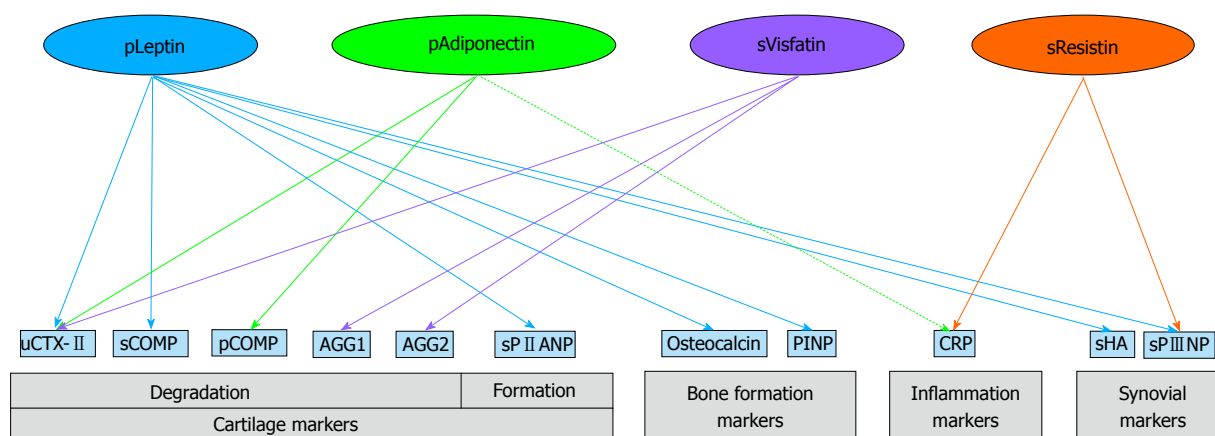 pLeptin
pAdiponectin
sVisfatin
sResistin
uCTX-Ⅱ
sCOMP
pCOMP
AGG1
AGG2
sPⅡANP
Osteocalcin
PINP
CRP
sHA
sPⅢNP
Degradation
Formation
Cartilage markers
Bone formation
markers
Inflammation
markers
Synovial
markers